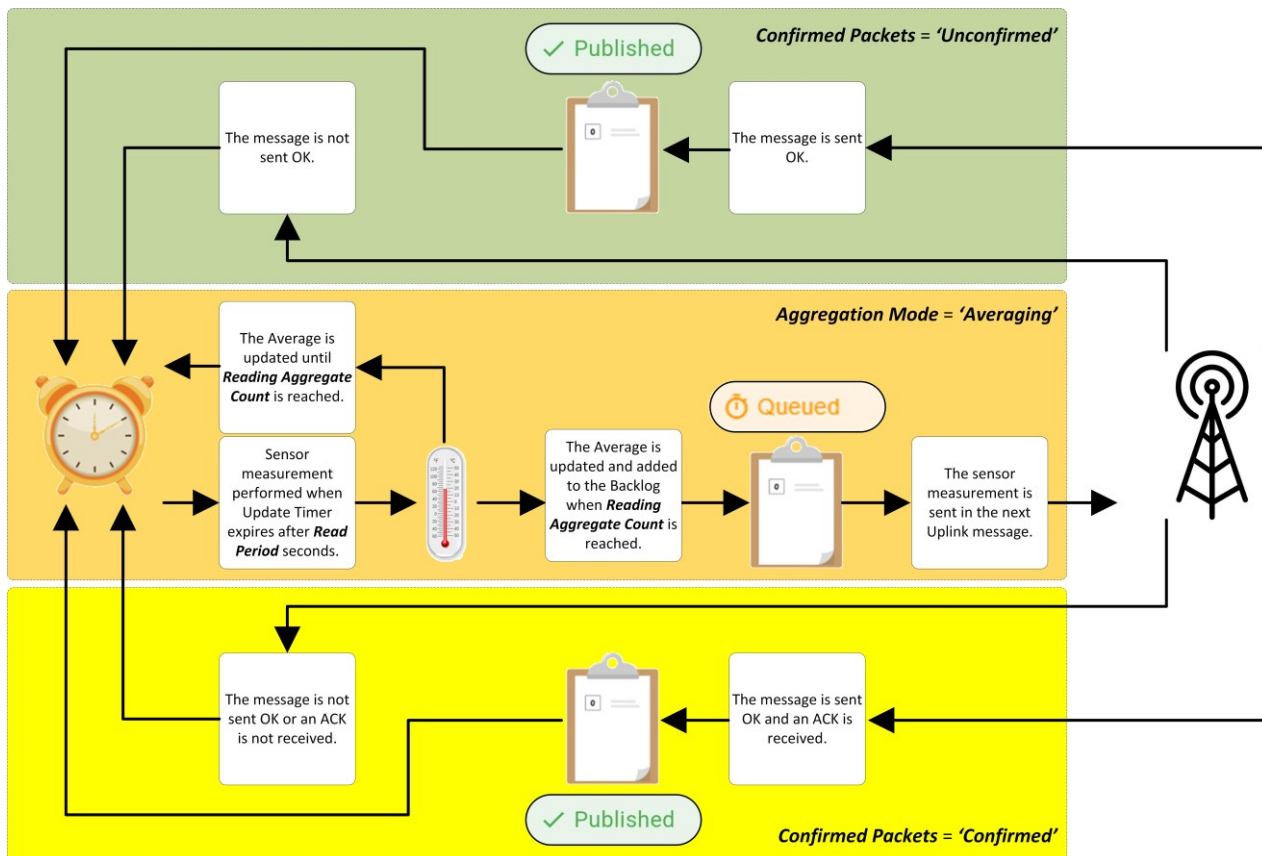 Published
Confirmed Packets = ‘Unconfirmed’
The message is not
sent OK.
0
The message is sent
OK.
Aggregation Mode = ‘Averaging’
The Average is
updated until
Reading Aggregate
Count is reached.
Queued
Sensor
measurement
performed when
Update Timer
expires after Read
Period seconds.
The Average is
updated and added
to the Backlog
when Reading
Aggregate Count is
reached.
0
The sensor
measurement is
sent in the next
Uplink message.
The message is not
sent OK or an ACK
is not received.
0
The message is sent
OK and an ACK is
received.
Published
Confirmed Packets = ‘Confirmed’